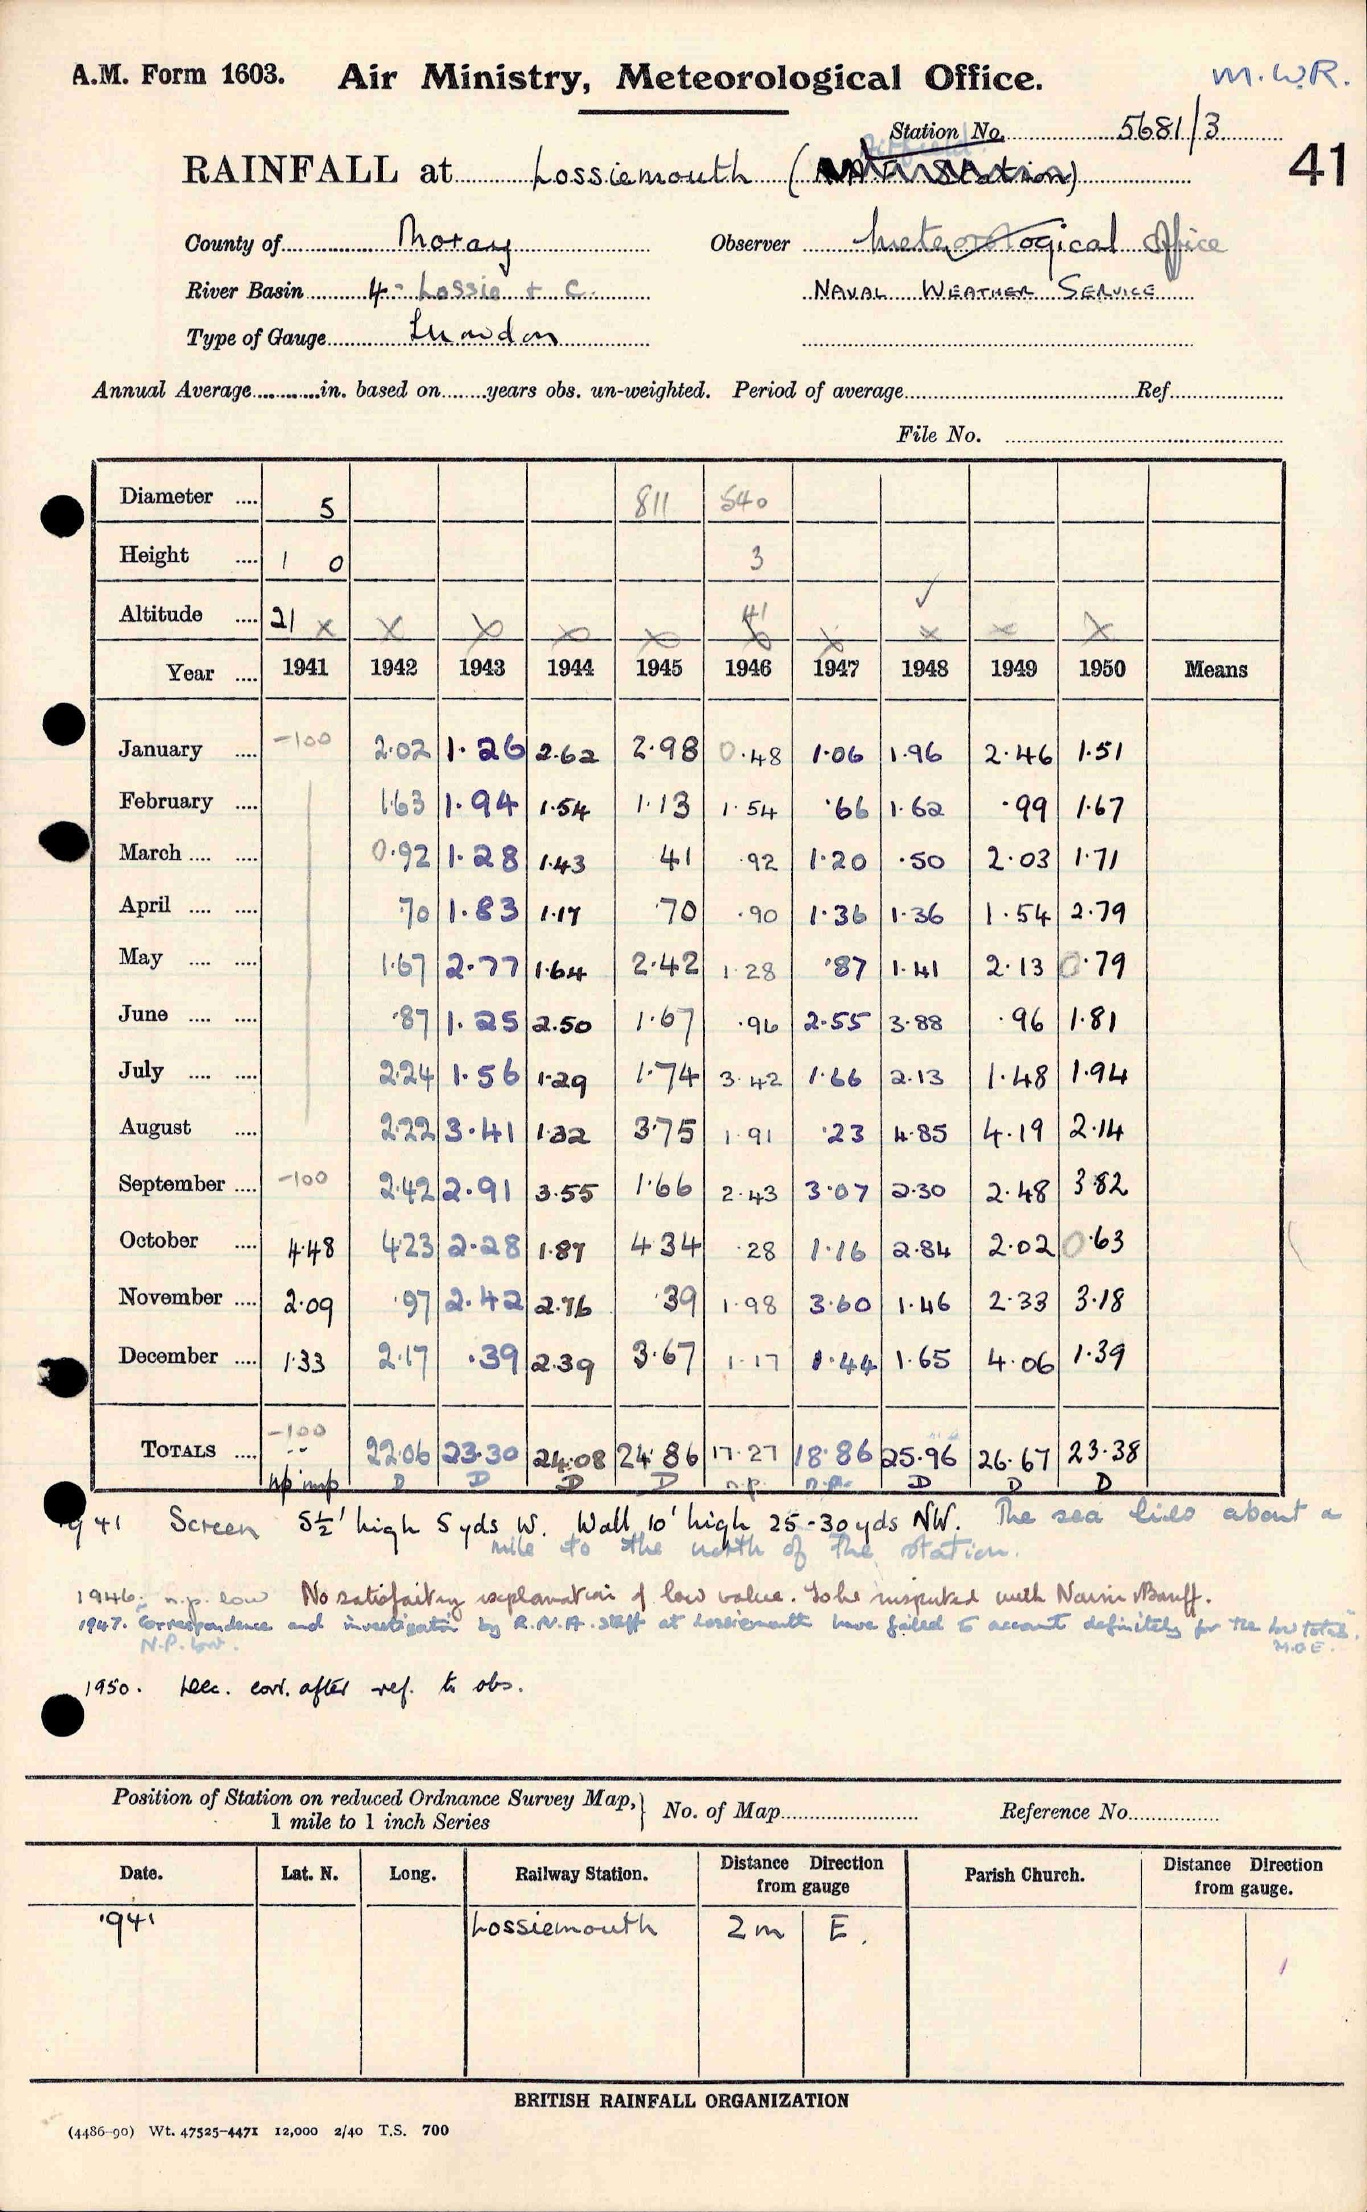 A.M. Form 1603. Air Ministry, Meteorological Office. M.W.R.
Station No. 5681/3
41
RAINFALL at Lossiemouth (Airfield Station)
County of Moray Observer Meteorological Office
River Basin 4 - Lossie + C. NAVAL WEATHER SERVICE
Type of Gauge Snowdon
Annual Average in. based on years obs. un-weighted. Period of average Ref.
File No.
Diameter 5 811 540
Height 1 0 3
Altitude 21 x x x x x 41 x x x x x ✓
Year 1941 1942 1943 1944 1945 1946 1947 1948 1949 1950 Means
January -100 2.02 1.26 2.62 2.98 0.48 1.06 1.96 2.46 1.51
February 1.63 1.94 1.54 1.13 1.54 .66 1.62 .99 1.67
March 0.92 1.28 1.43 .41 .92 1.20 .50 2.03 1.71
April .70 1.83 1.17 .70 .90 1.36 1.36 1.54 2.79
May 1.67 2.77 1.64 2.42 1.28 .87 1.41 2.13 0.79
June .87 1.25 2.50 1.67 .96 2.55 3.88 .96 1.81
July 2.24 1.56 1.29 1.74 3.42 1.66 2.13 1.48 1.94
August 2.22 3.41 1.32 3.75 1.91 .23 4.85 4.19 2.14
September -100 2.42 2.91 3.55 1.66 2.43 3.07 2.30 2.48 3.82
October 4.48 4.23 2.28 1.87 4.34 .28 1.16 2.84 2.02 0.63
November 2.09 .97 2.42 2.76 .39 1.98 3.60 1.46 2.33 3.18
December 1.33 2.17 .39 2.39 3.67 1.17 1.44 1.65 4.06 1.39
TOTALS -100 -- 22.06 23.30 24.08 24.86 17.27 18.86 25.96 26.67 23.38
np imp D D D D n.p. n.p. D D D
1941 Screen 5½' high 5 yds W. Wall 10' high 25-30 yds NW. The sea lies about a
mile to the north of the station.
1946: n.p. low No satisfactory explanation of low value. To be inspected with Nairn & Banff.
1947. Correspondence and investigation by R.N.A. staff at Lossiemouth have failed to account definitely for the low totals.
N.P. low. M.O.E.
1950. Dec. corr. after ref. to obs.
Position of Station on reduced Ordnance Survey Map,
1 mile to 1 inch Series
No. of Map Reference No.
Date. Lat. N. Long. Railway Station. Distance Direction from gauge Parish Church. Distance Direction from gauge.
1941 Lossiemouth 2 m E.
BRITISH RAINFALL ORGANIZATION
(4486-90) Wt. 47525-4471 12,000 2/40 T.S. 700